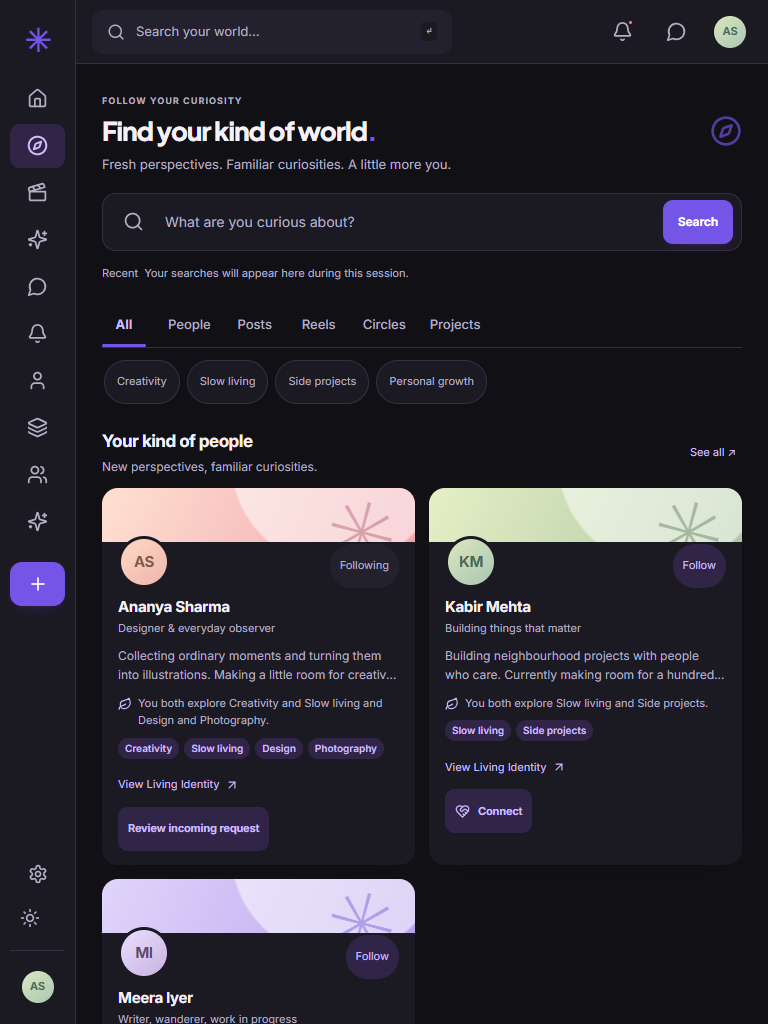 Search your world...
AS
FOLLOW YOUR CURIOSITY
Find your kind of world.
Fresh perspectives. Familiar curiosities. A little more you.
What are you curious about?
Search
Recent Your searches will appear here during this session.
All People Posts Reels Circles Projects
Creativity Slow living Side projects Personal growth
Your kind of people
See all
New perspectives, familiar curiosities.
AS
Following
Ananya Sharma
Designer & everyday observer
Collecting ordinary moments and turning them
into illustrations. Making a little room for creativ...
You both explore Creativity and Slow living and
Design and Photography.
Creativity Slow living Design Photography
View Living Identity
Review incoming request
KM
Follow
Kabir Mehta
Building things that matter
Building neighbourhood projects with people
who care. Currently making room for a hundred...
You both explore Slow living and Side projects.
Slow living Side projects
View Living Identity
Connect
MI
Follow
Meera Iyer
Writer, wanderer, work in progress
AS